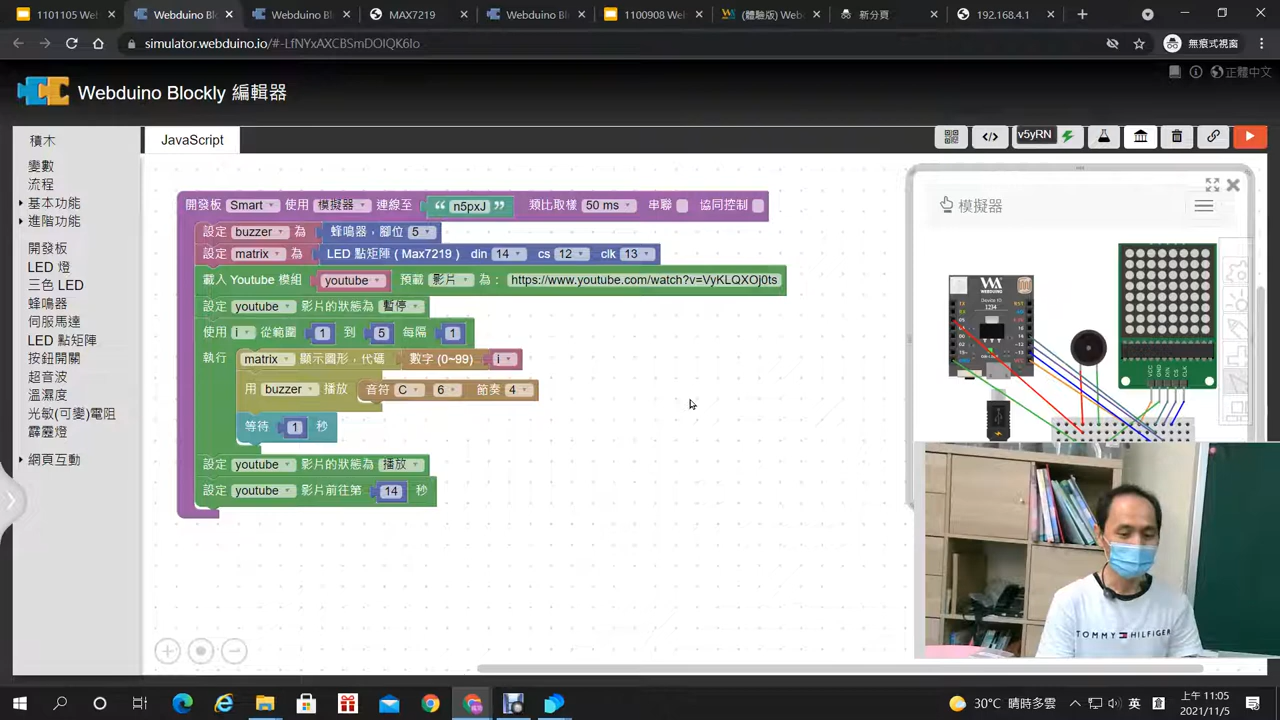 1101105 We
Webduino Bl
Webduino Bl
MAX7219
Webduino Bl
1100908 We
(體驗版) Web
新分頁
192.168.4.1
simulator.webduino.io/#-LfNYxAXCBSmDOIQK6Io
無痕式視窗
Webduino Blockly 編輯器
正體中文
積木
JavaScript
v5yRN
變數
流程
基本功能
進階功能
開發板
LED 燈
三色 LED
蜂鳴器
伺服馬達
LED 點矩陣
按鈕開關
超音波
溫濕度
光敏(可變)電阻
霹靂燈
網頁互動
開發板 Smart 使用 模擬器 連線至 “ n5pxJ ” 類比取樣 50 ms 串聯 協同控制
設定 buzzer 為 蜂鳴器，腳位 5
設定 matrix 為 LED 點矩陣 ( Max7219 ) din 14 cs 12 clk 13
載入 Youtube 模組 youtube 預載 影片 為： https://www.youtube.com/watch?v=VyKLQXOj0ts
設定 youtube 影片的狀態為 暫停
使用 i 從範圍 1 到 5 每隔 1
執行 matrix 顯示圖形，代碼 數字 (0~99) i
用 buzzer 播放 音符 C 6 節奏 4
等待 1 秒
設定 youtube 影片的狀態為 播放
設定 youtube 影片前往第 14 秒
模擬器
WEBDUINO
1234
VCC
GND
DIN
CS
CLK
TOMMY HILFIGER
30°C 晴時多雲
英
上午 11:05
2021/11/5